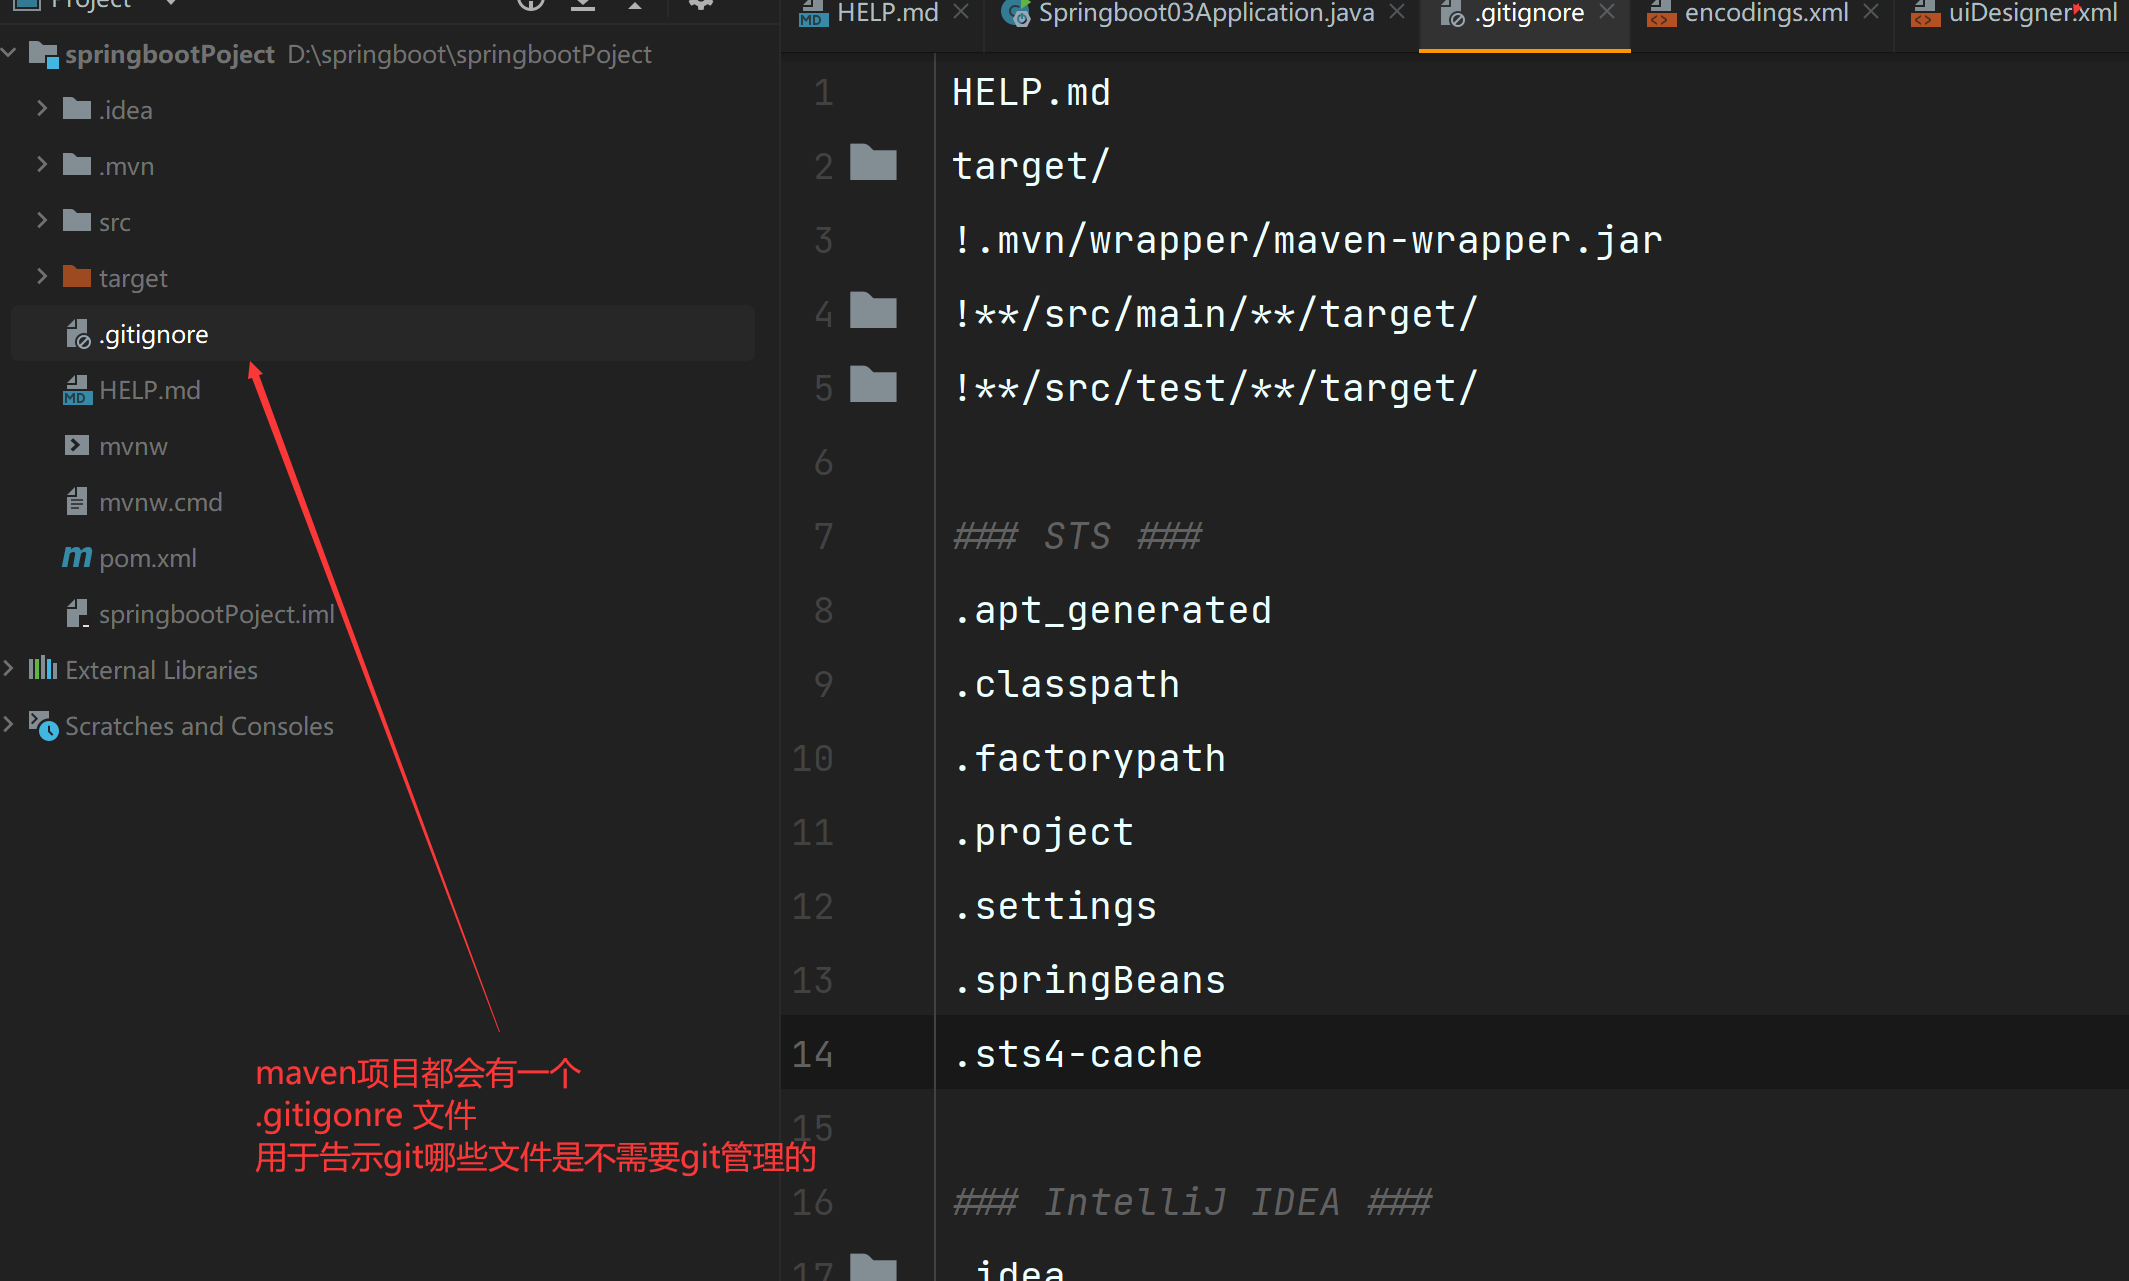 Project
HELP.md
Springboot03Application.java
.gitignore
encodings.xml
uiDesigner.xml
springbootPoject D:\springboot\springbootPoject
.idea
.mvn
src
target
.gitignore
HELP.md
mvnw
mvnw.cmd
pom.xml
springbootPoject.iml
External Libraries
Scratches and Consoles
maven项目都会有一个
.gitigonre 文件
用于告示git哪些文件是不需要git管理的
1 HELP.md
2 target/
3 !.mvn/wrapper/maven-wrapper.jar
4 !**/src/main/**/target/
5 !**/src/test/**/target/
6
7 ### STS ###
8 .apt_generated
9 .classpath
10 .factorypath
11 .project
12 .settings
13 .springBeans
14 .sts4-cache
15
16 ### IntelliJ IDEA ###
17 .idea